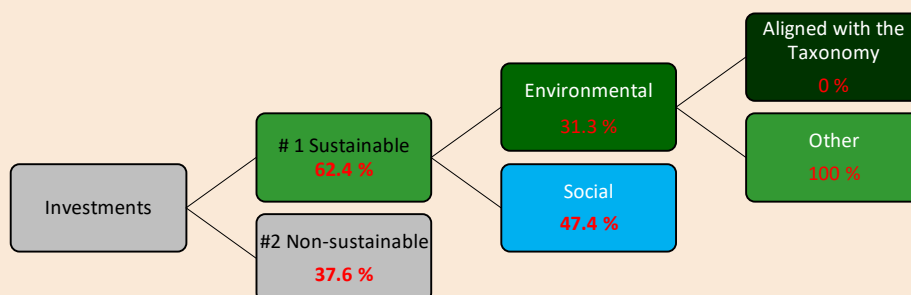 Investments
# 1 Sustainable
62.4 %
#2 Non-sustainable
37.6 %
Environmental
31.3 %
Social
47.4 %
Aligned with the
Taxonomy
0 %
Other
100 %